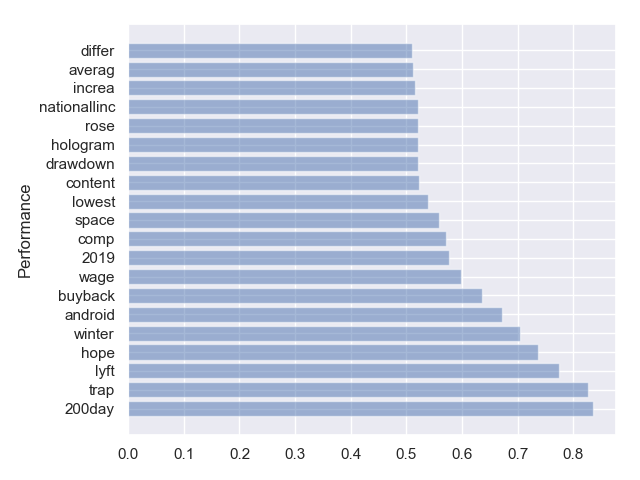 differ
averag
increa
nationallinc
rose
hologram
drawdown
content
lowest
space
comp
2019
wage
buyback
android
winter
hope
lyft
trap
200day
Performance
0.0 0.1 0.2 0.3 0.4 0.5 0.6 0.7 0.8